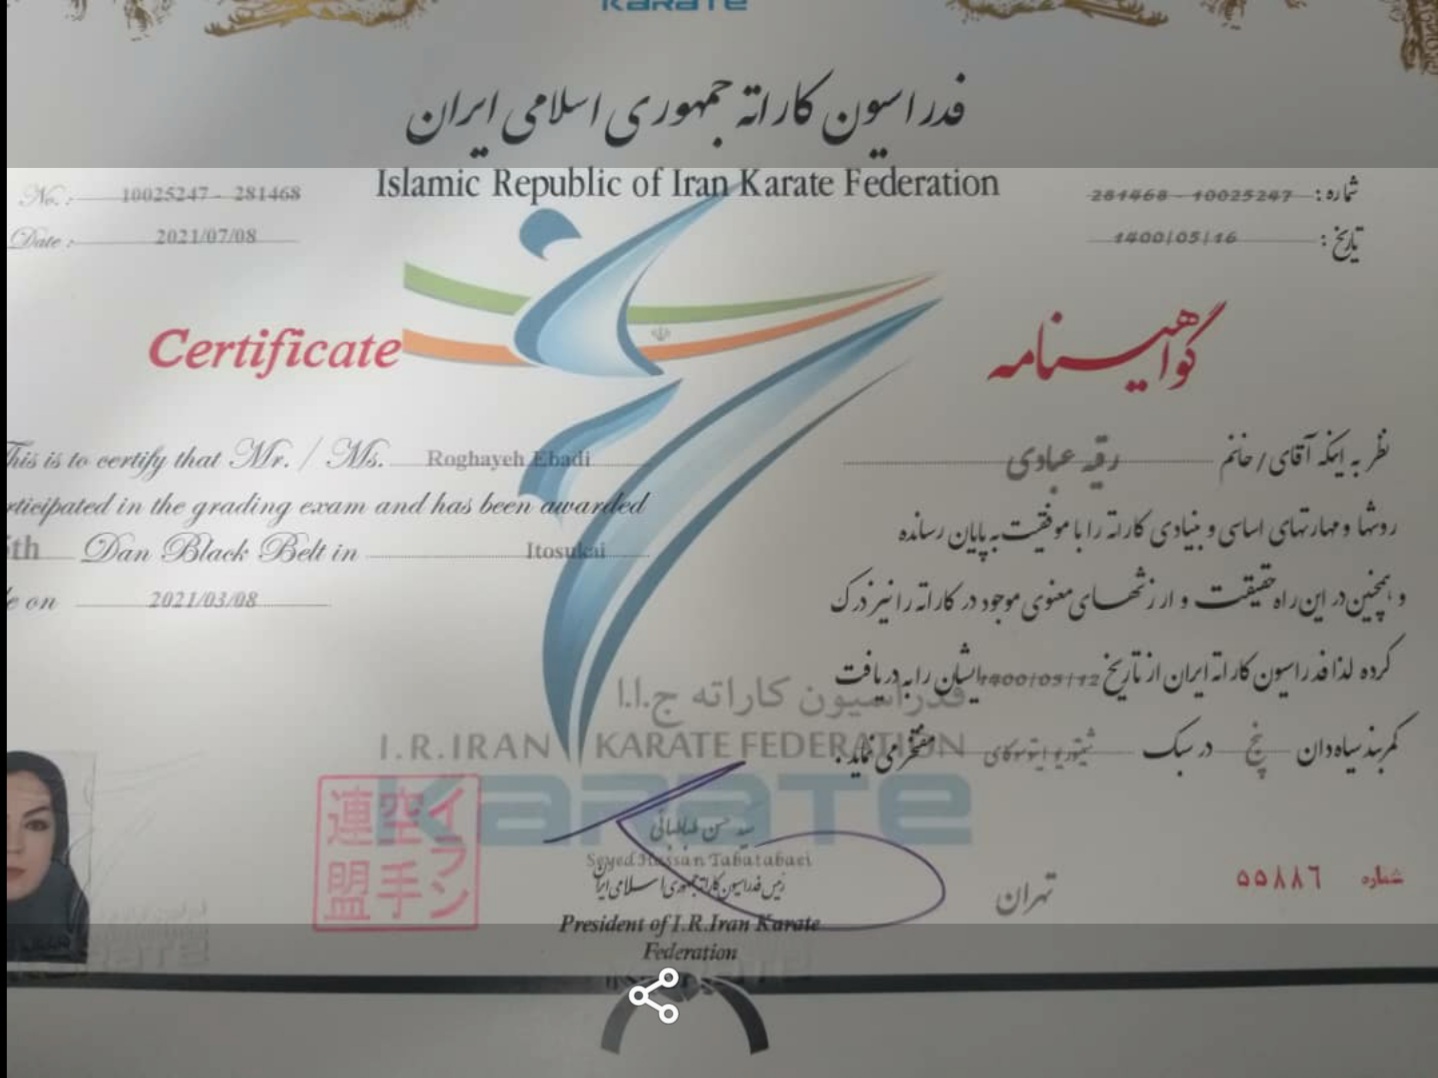 KARATE
فدراسیون کاراته جمهوری اسلامی ایران
Islamic Republic of Iran Karate Federation
No. : 10025247 - 281468
Date : 2021/07/08
شماره : 281468 - 10025247
تاریخ : 1400/05/16
Certificate
This is to certify that Mr. / Ms. Roghayeh Ebadi
rticipated in the grading exam and has been awarded
5th Dan Black Belt in Itosukai
e on 2021/03/08
گواهینامه
نظر به اینکه آقای / خانم رقیه عبادی
روشها و مهارتهای اساسی و بنیادی کاراته را با موفقیت به پایان رسانده
و همچنین در این راه حقیقت و ارزشهای معنوی موجود در کاراته را نیز درک
کرده لذا فدراسیون کاراته ایران از تاریخ 1400/05/12 ایشان را به دریافت
کمربند سیاه دان پنج در سبک شیتوریو ایتوسوکای مفتخر می نماید.
فدراسیون کاراته ج.ا.ا
I.R.IRAN KARATE FEDERATION
KARATE
イラン
空手
連盟
سید حسن طباطبائی
Seyed Hassan Tabatabaei
رئیس فدراسیون کاراته جمهوری اسلامی ایران
President of I.R.Iran Karate
Federation
تهران
شماره ۵۵۸۸۶